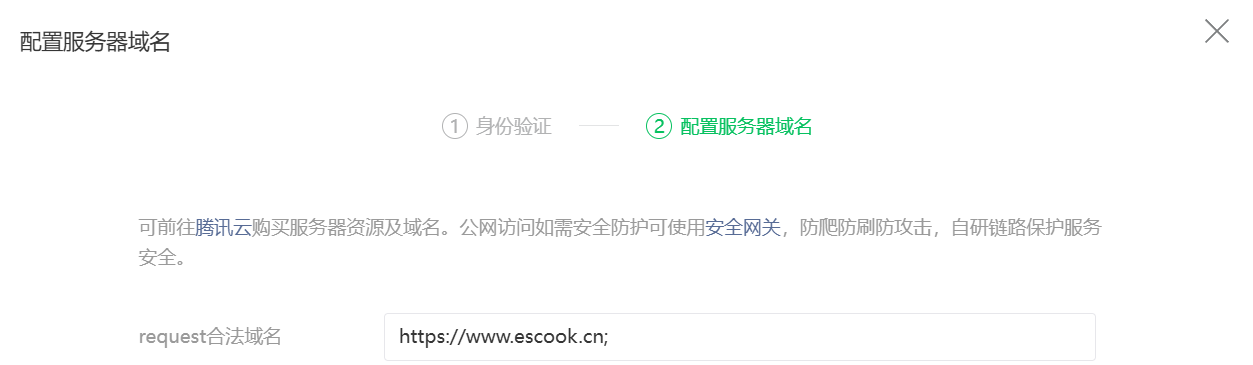 配置服务器域名
1 身份验证 2 配置服务器域名
可前往腾讯云购买服务器资源及域名。公网访问如需安全防护可使用安全网关，防爬防刷防攻击，自研链路保护服务
安全。
request合法域名 https://www.escook.cn;